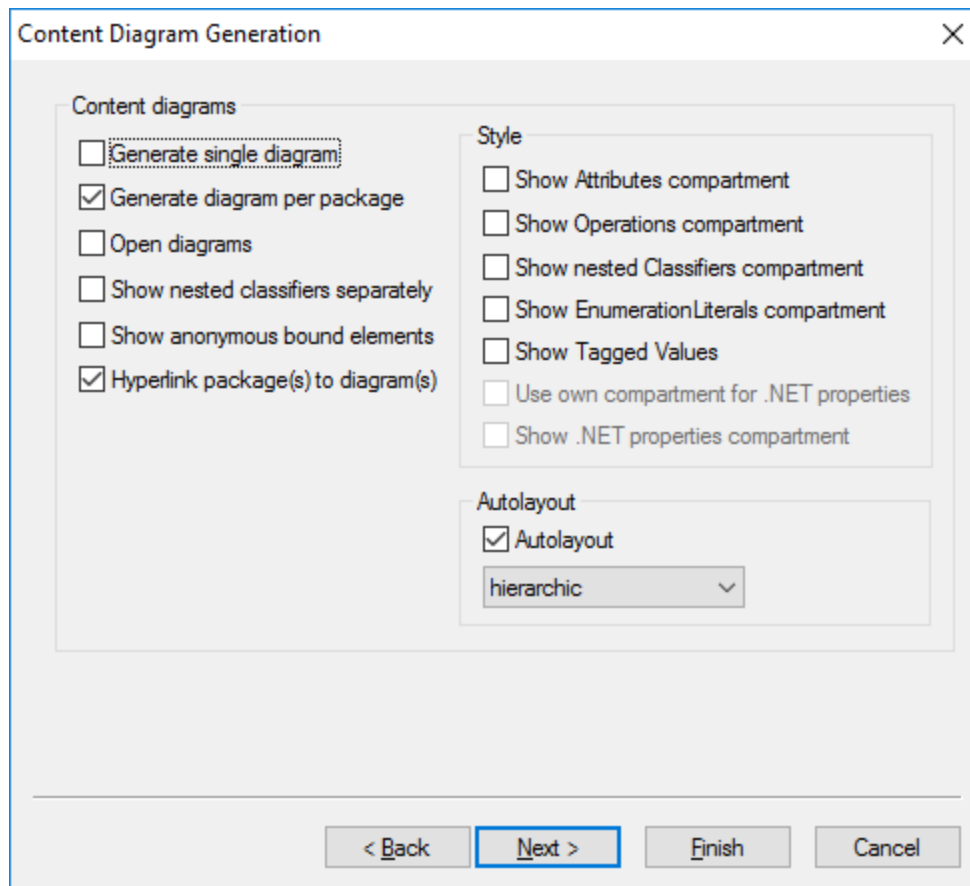 Content Diagram Generation
Content diagrams
Generate single diagram
Generate diagram per package
Open diagrams
Show nested classifiers separately
Show anonymous bound elements
Hyperlink package(s) to diagram(s)
Style
Show Attributes compartment
Show Operations compartment
Show nested Classifiers compartment
Show EnumerationLiterals compartment
Show Tagged Values
Use own compartment for .NET properties
Show .NET properties compartment
Autolayout
Autolayout
hierarchic
< Back
Next >
Finish
Cancel